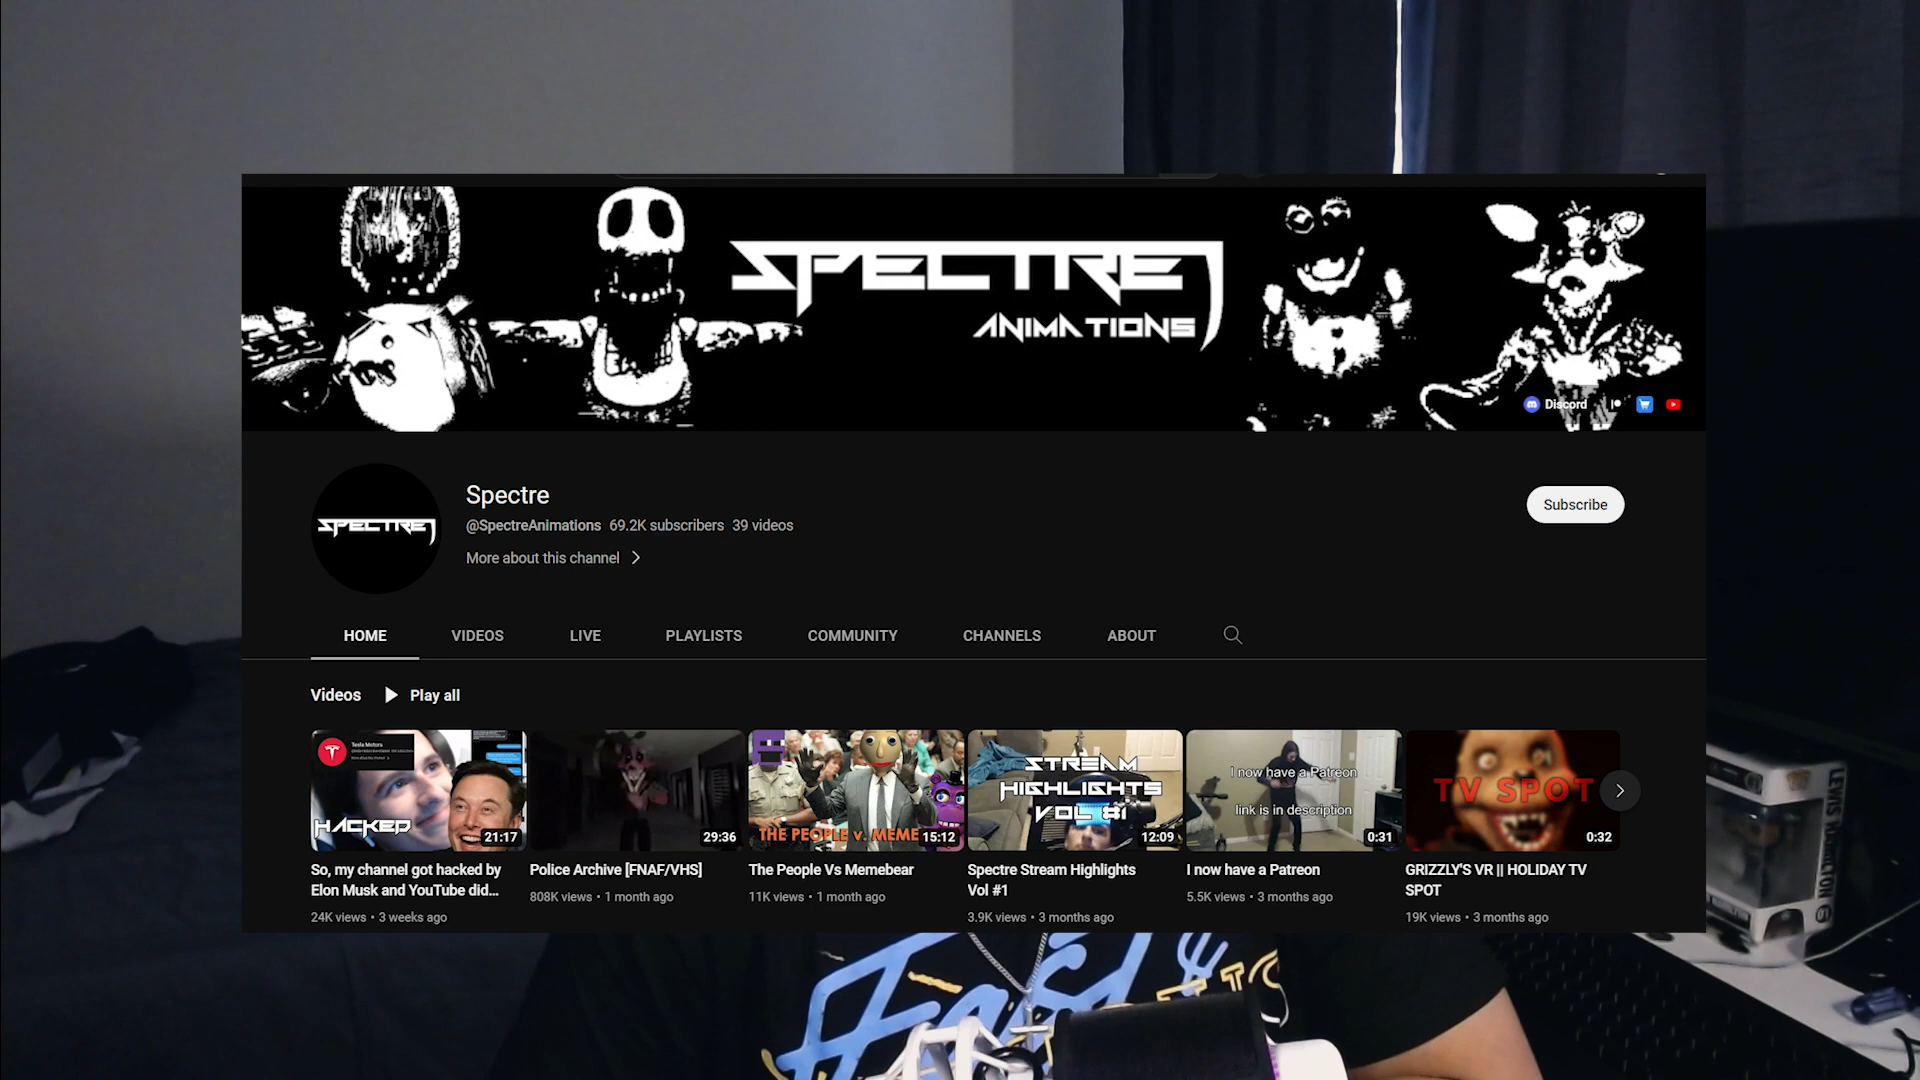 SPECTRE
ANIMATIONS
Discord
SPECTRE
Spectre
@SpectreAnimations 69.2K subscribers 39 videos
More about this channel
Subscribe
HOME VIDEOS LIVE PLAYLISTS COMMUNITY CHANNELS ABOUT
Videos Play all
Tesla Motors
HACKED
21:17
29:36
THE PEOPLE v. MEME
15:12
STREAM
HIGHLIGHTS
VOL #1
12:09
I now have a Patreon
link is in description
0:31
TV SPOT
0:32
So, my channel got hacked by
Elon Musk and YouTube did...
24K views • 3 weeks ago
Police Archive [FNAF/VHS]
808K views • 1 month ago
The People Vs Memebear
11K views • 1 month ago
Spectre Stream Highlights
Vol #1
3.9K views • 3 months ago
I now have a Patreon
5.5K views • 3 months ago
GRIZZLY'S VR || HOLIDAY TV
SPOT
19K views • 3 months ago
LEWIS HAMILTON